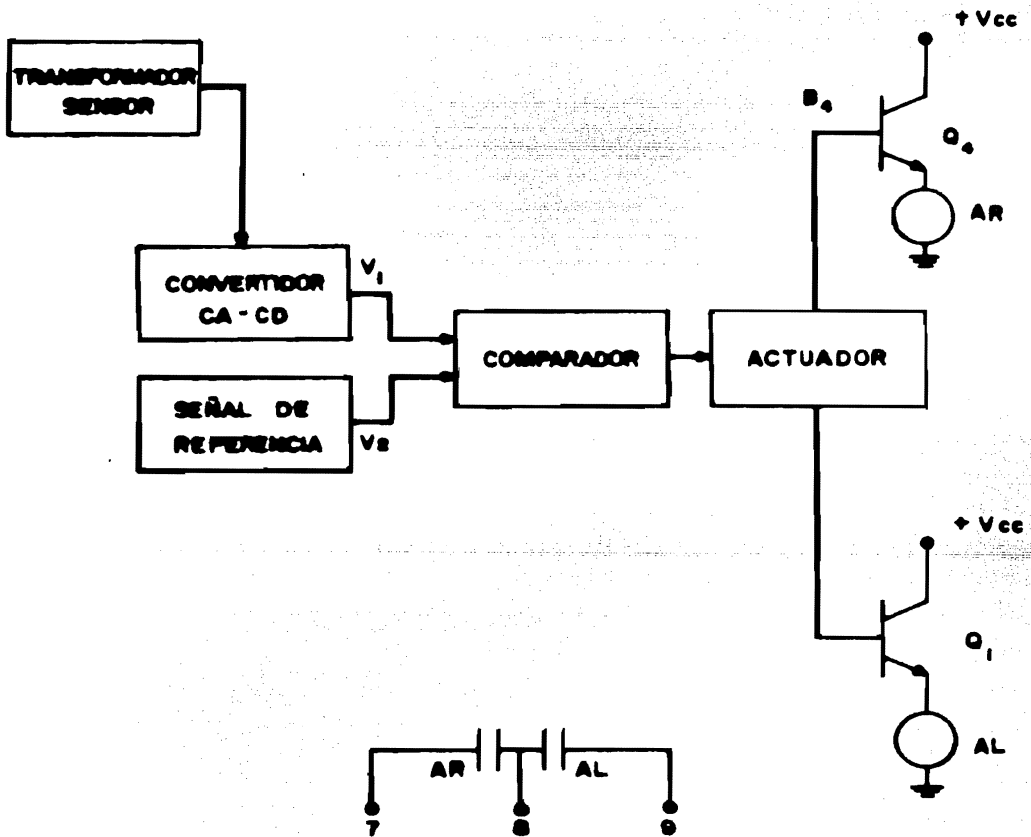 + Vcc
TRANSFORMADOR
SENSOR
B4
Q4
AR
CONVERTIDOR
CA - CD
V1
COMPARADOR
ACTUADOR
SEÑAL DE
REFERENCIA
V2
+ Vcc
Q1
AL
AR
AL
7
8
9